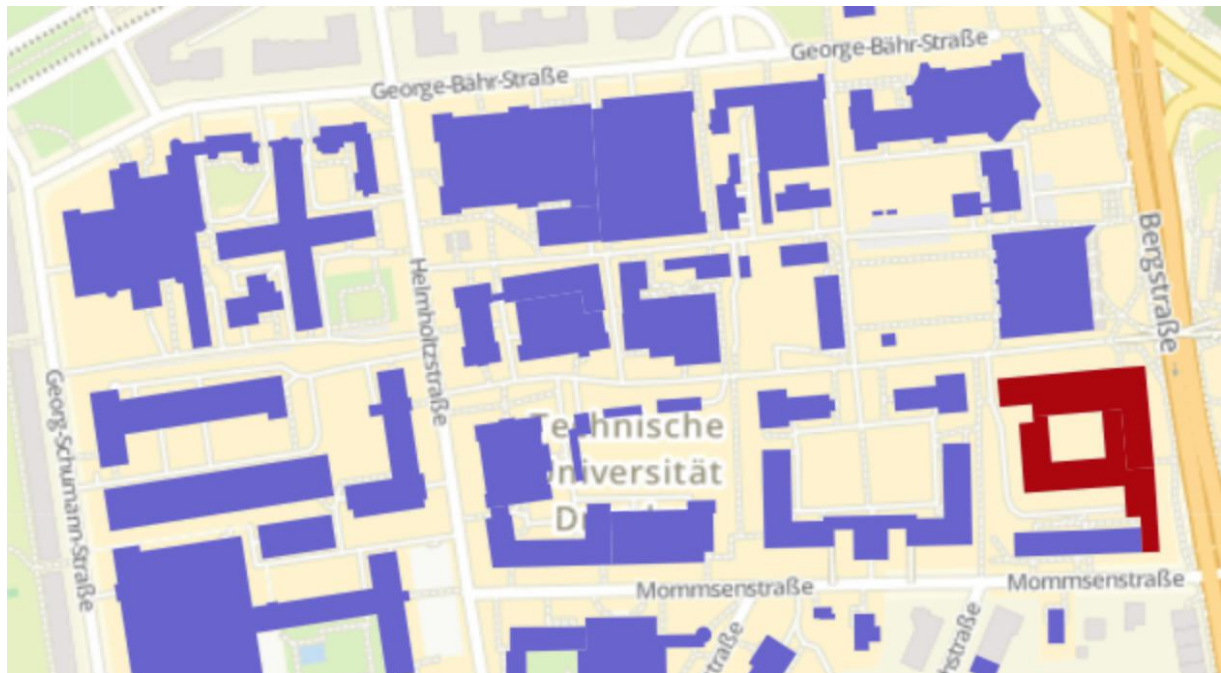 George-Bähr-Straße
George-Bähr-Straße
Bergstraße
Helmholtzstraße
Georg-Schumann-Straße
Technische
Universität
Mommsenstraße
Mommsenstraße